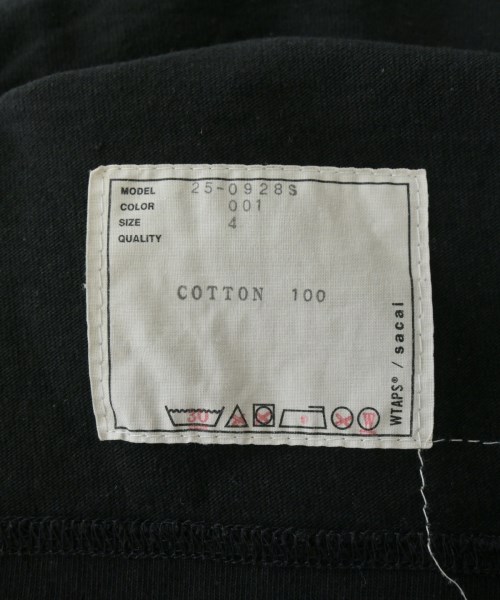 MODEL 25-0928S
COLOR 001
SIZE 4
QUALITY
COTTON 100
WTAPS® / sacai
30
W